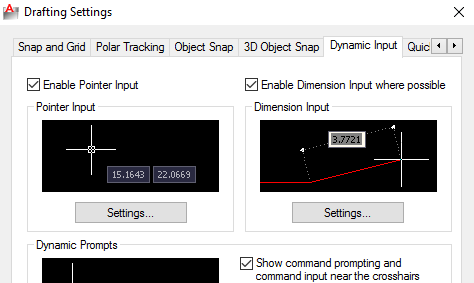 Drafting Settings
Snap and Grid
Polar Tracking
Object Snap
3D Object Snap
Dynamic Input
Quic
Enable Pointer Input
Enable Dimension Input where possible
Pointer Input
Dimension Input
15.1643 22.0669
3.7721
Settings...
Settings...
Dynamic Prompts
Show command prompting and
command input near the crosshairs